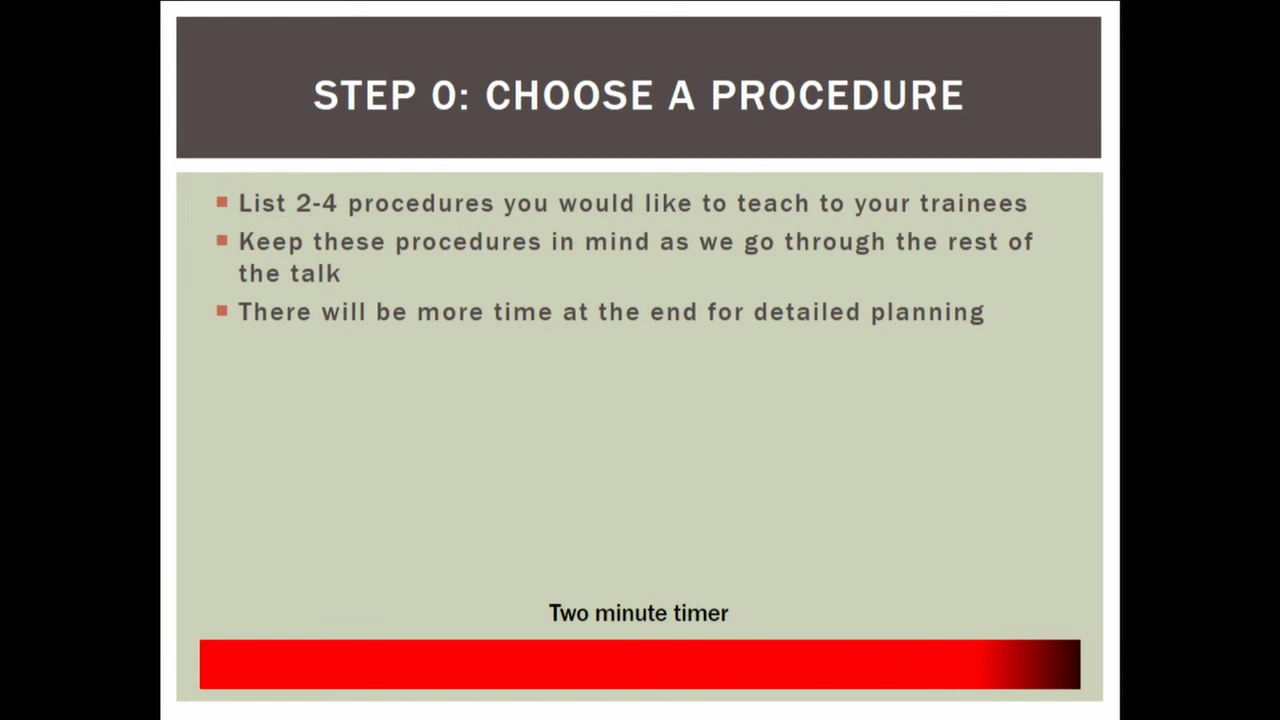 STEP 0: CHOOSE A PROCEDURE
List 2-4 procedures you would like to teach to your trainees
Keep these procedures in mind as we go through the rest of
the talk
There will be more time at the end for detailed planning
Two minute timer